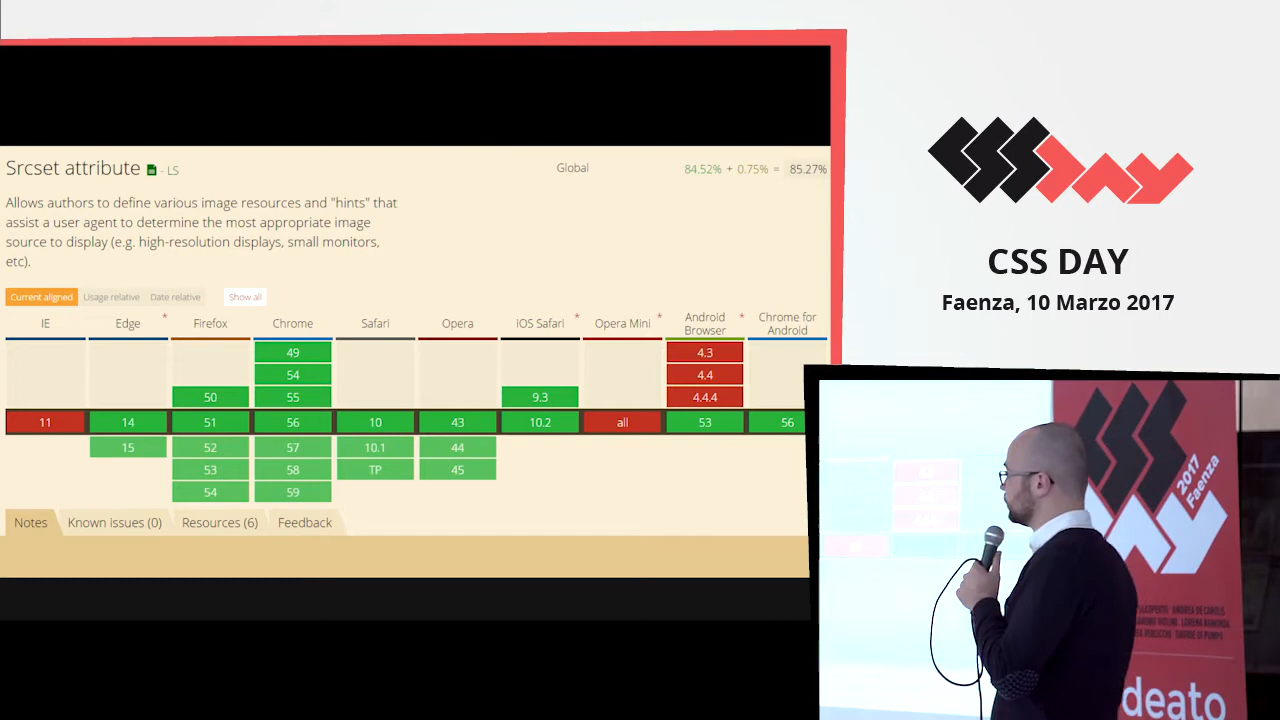 Srcset attribute - LS
Global
84.52% + 0.75% = 85.27%
Allows authors to define various image resources and "hints" that
assist a user agent to determine the most appropriate image
source to display (e.g. high-resolution displays, small monitors,
etc).
Current aligned Usage relative Date relative Show all
IE Edge * Firefox Chrome Safari Opera iOS Safari * Opera Mini * Android Browser * Chrome for Android
49 4.3
54 4.4
50 55 9.3 4.4.4
11 14 51 56 10 43 10.2 all 53 56
15 52 57 10.1 44
53 58 TP 45
54 59
Notes Known issues (0) Resources (6) Feedback
CSS DAY
CSS DAY
Faenza, 10 Marzo 2017
2017
Faenza
deato